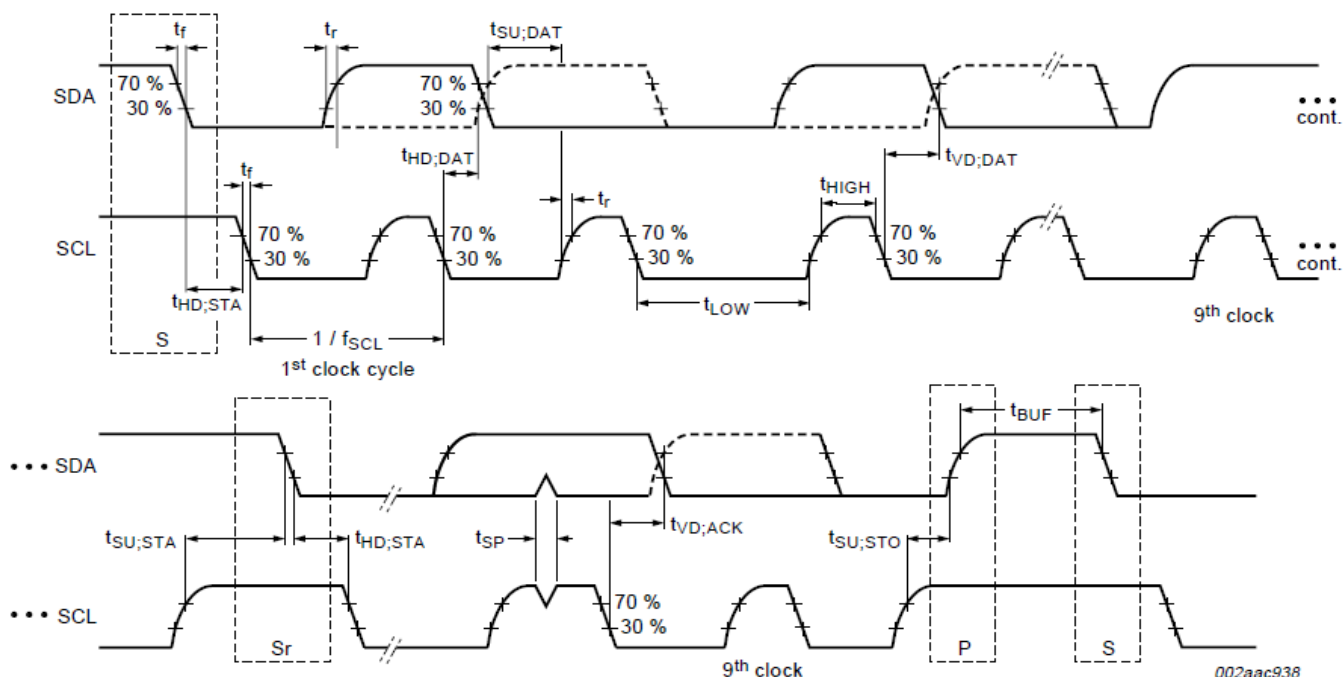 tf tr tSU;DAT
70 % 70 %
SDA
30 % 30 %
cont.
tHD;DAT tVD;DAT
tf tr tHIGH
70 % 70 % 70 %
SCL
30 % 30 % 30 %
cont.
tHD;STA tLOW
9th clock
S 1 / fSCL
1st clock cycle
tBUF
••• SDA
tSU;STA tHD;STA tSP tVD;ACK tSU;STO
70 %
••• SCL
30 %
Sr P S
9th clock
002aac938